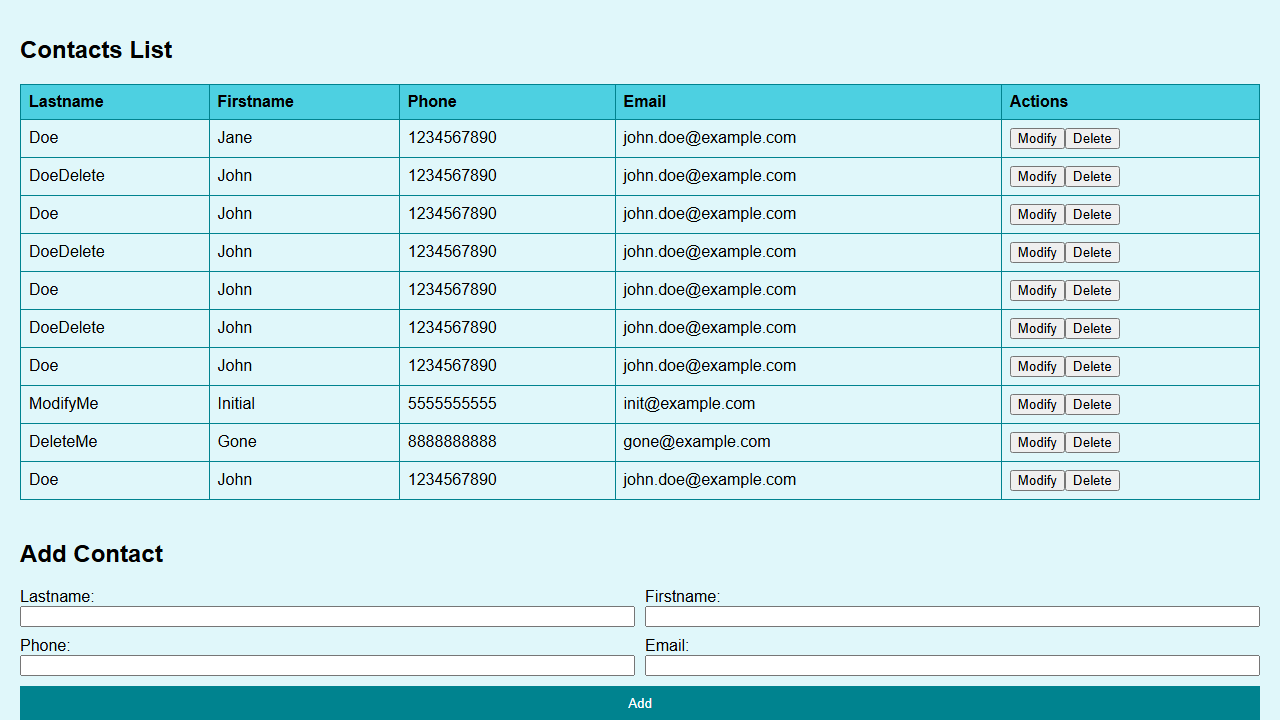 Contacts List
Lastname Firstname Phone Email Actions
Doe Jane 1234567890 john.doe@example.com Modify Delete
DoeDelete John 1234567890 john.doe@example.com Modify Delete
Doe John 1234567890 john.doe@example.com Modify Delete
DoeDelete John 1234567890 john.doe@example.com Modify Delete
Doe John 1234567890 john.doe@example.com Modify Delete
DoeDelete John 1234567890 john.doe@example.com Modify Delete
Doe John 1234567890 john.doe@example.com Modify Delete
ModifyMe Initial 5555555555 init@example.com Modify Delete
DeleteMe Gone 8888888888 gone@example.com Modify Delete
Doe John 1234567890 john.doe@example.com Modify Delete
Add Contact
Lastname: Firstname:
Phone: Email:
Add